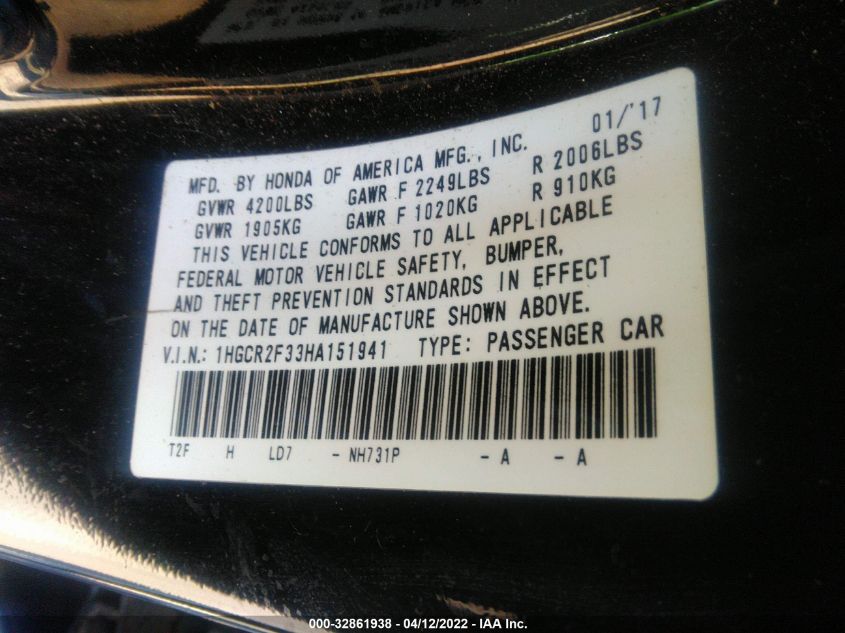 01/'17
MFD. BY HONDA OF AMERICA MFG., INC.
GVWR 4200LBS GAWR F 2249LBS R 2006LBS
GVWR 1905KG GAWR F 1020KG R 910KG
THIS VEHICLE CONFORMS TO ALL APPLICABLE
FEDERAL MOTOR VEHICLE SAFETY, BUMPER,
AND THEFT PREVENTION STANDARDS IN EFFECT
ON THE DATE OF MANUFACTURE SHOWN ABOVE.
V.I.N.: 1HGCR2F33HA151941 TYPE: PASSENGER CAR
T2F H LD7 - NH731P - A - A
000-32861938 - 04/12/2022 - IAA Inc.